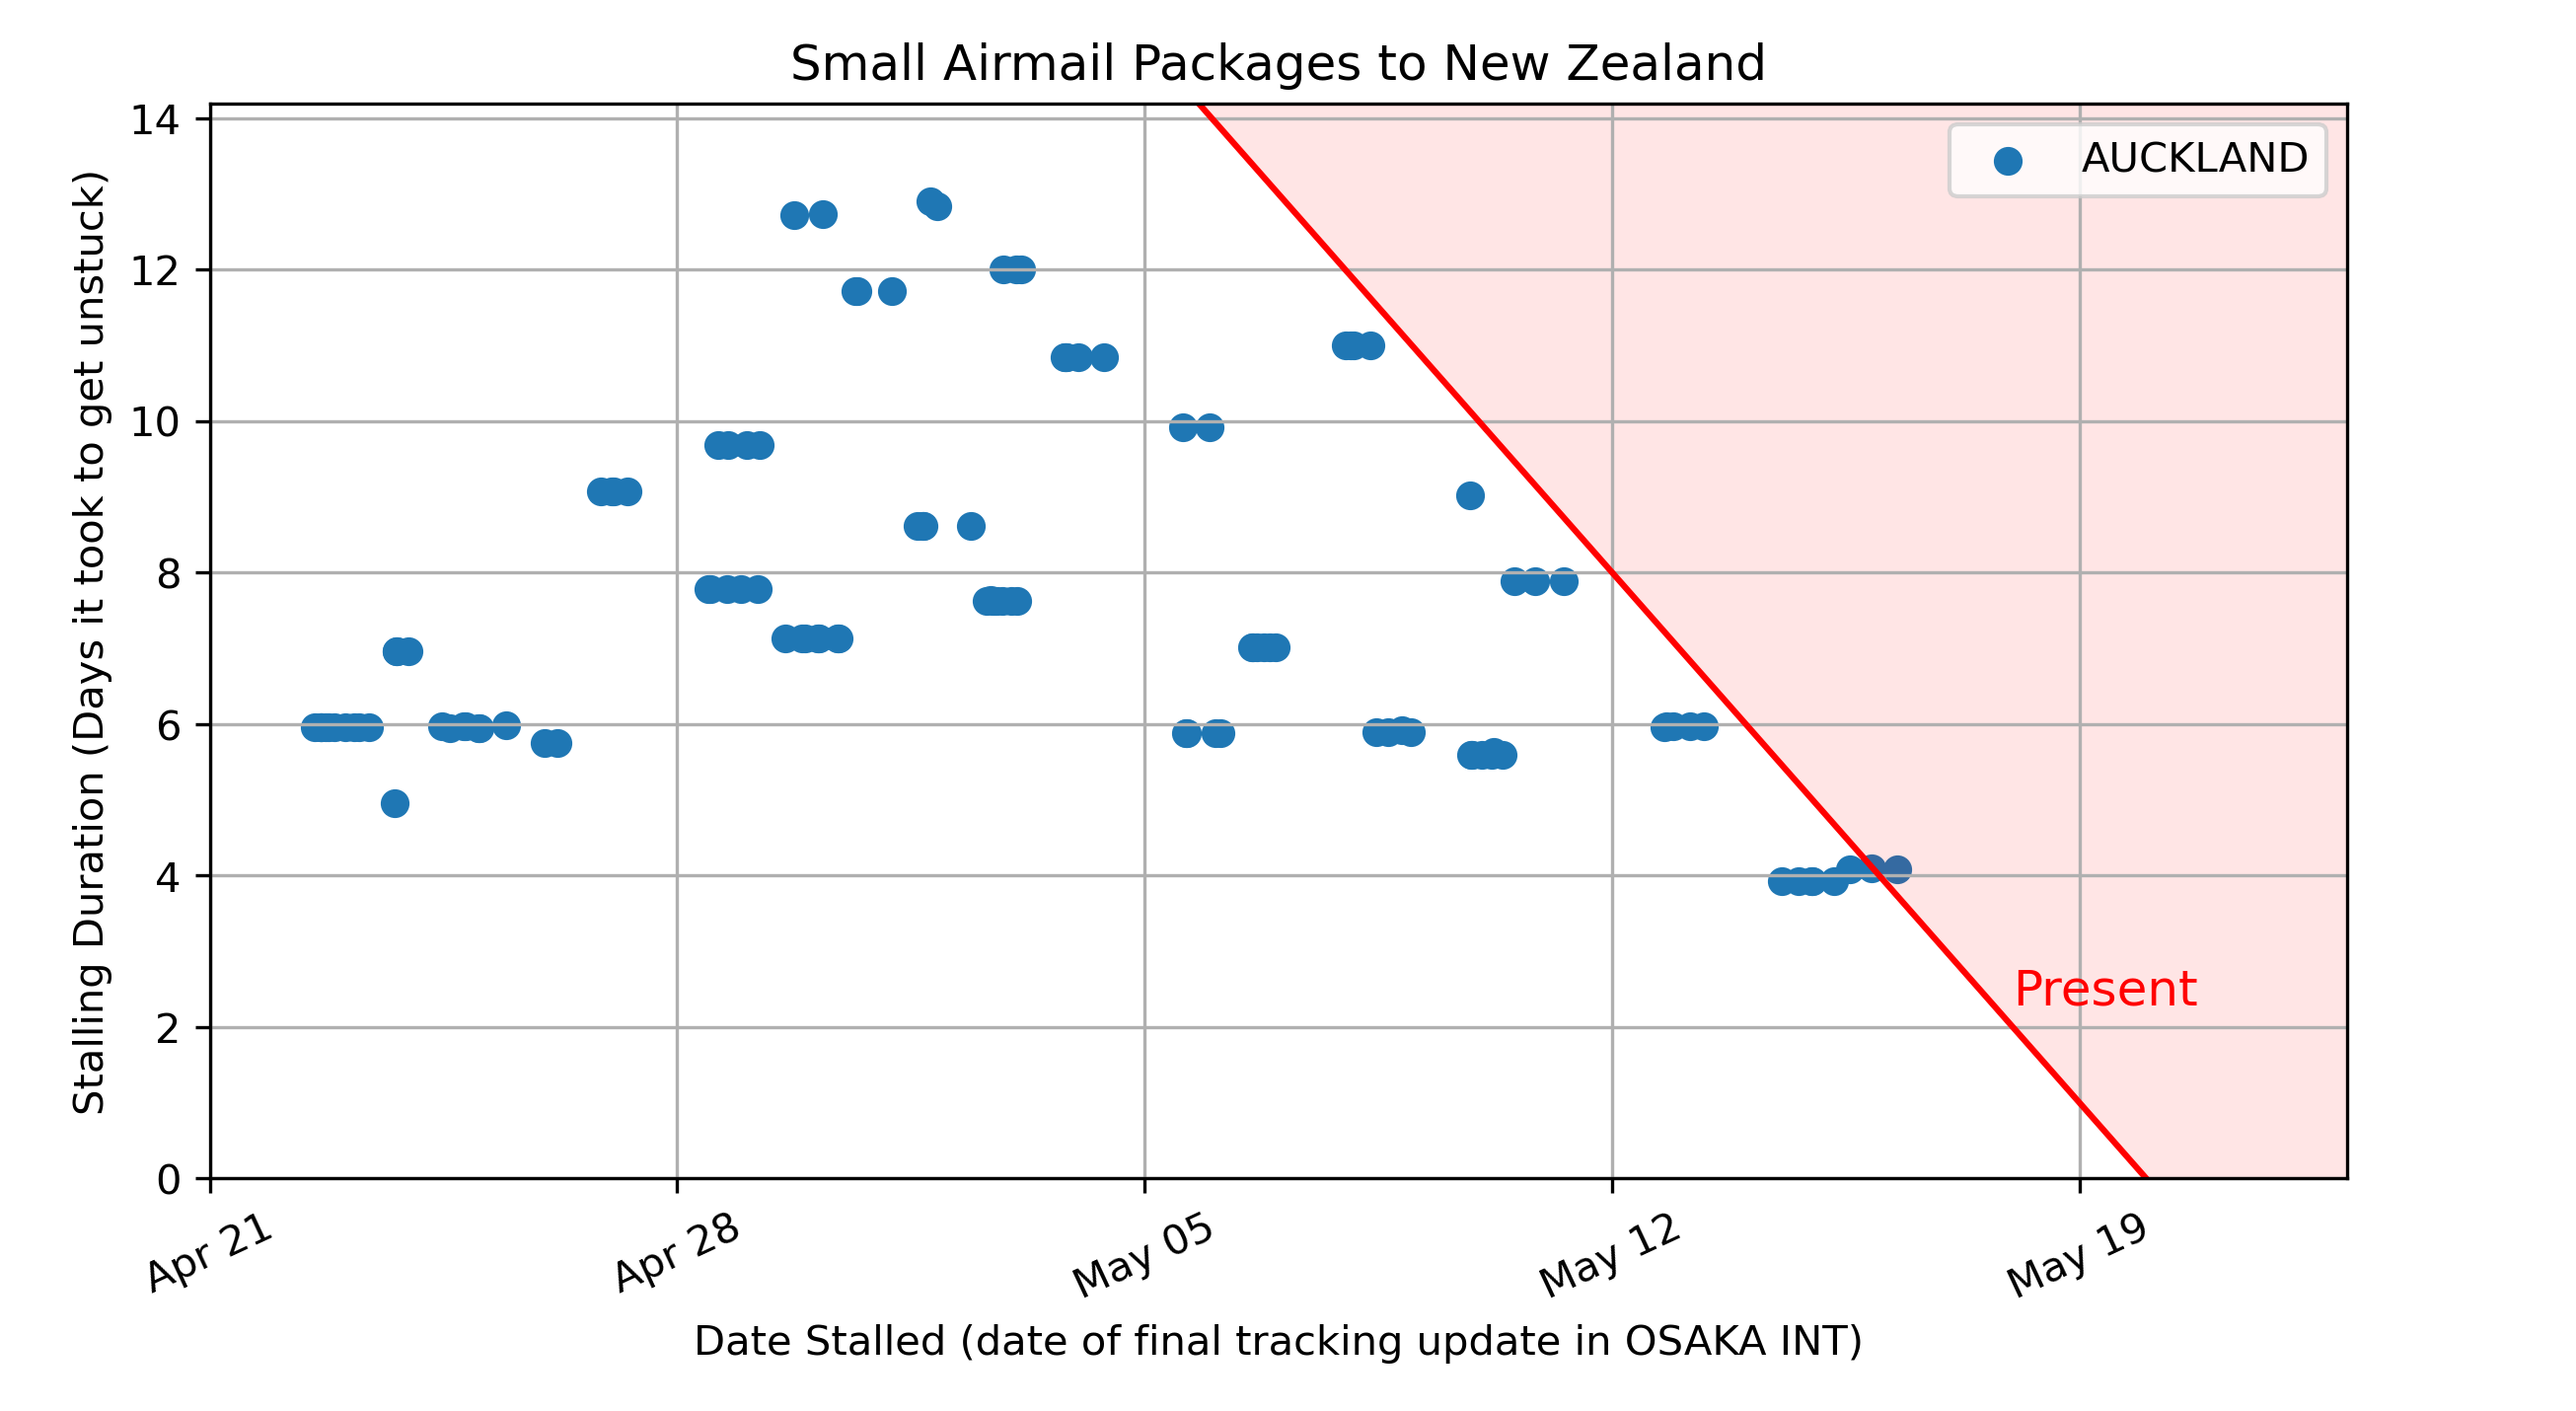 Small Airmail Packages to New Zealand
Stalling Duration (Days it took to get unstuck)
14
12
10
8
6
4
2
0
AUCKLAND
Present
Apr 21
Apr 28
May 05
May 12
May 19
Date Stalled (date of final tracking update in OSAKA INT)